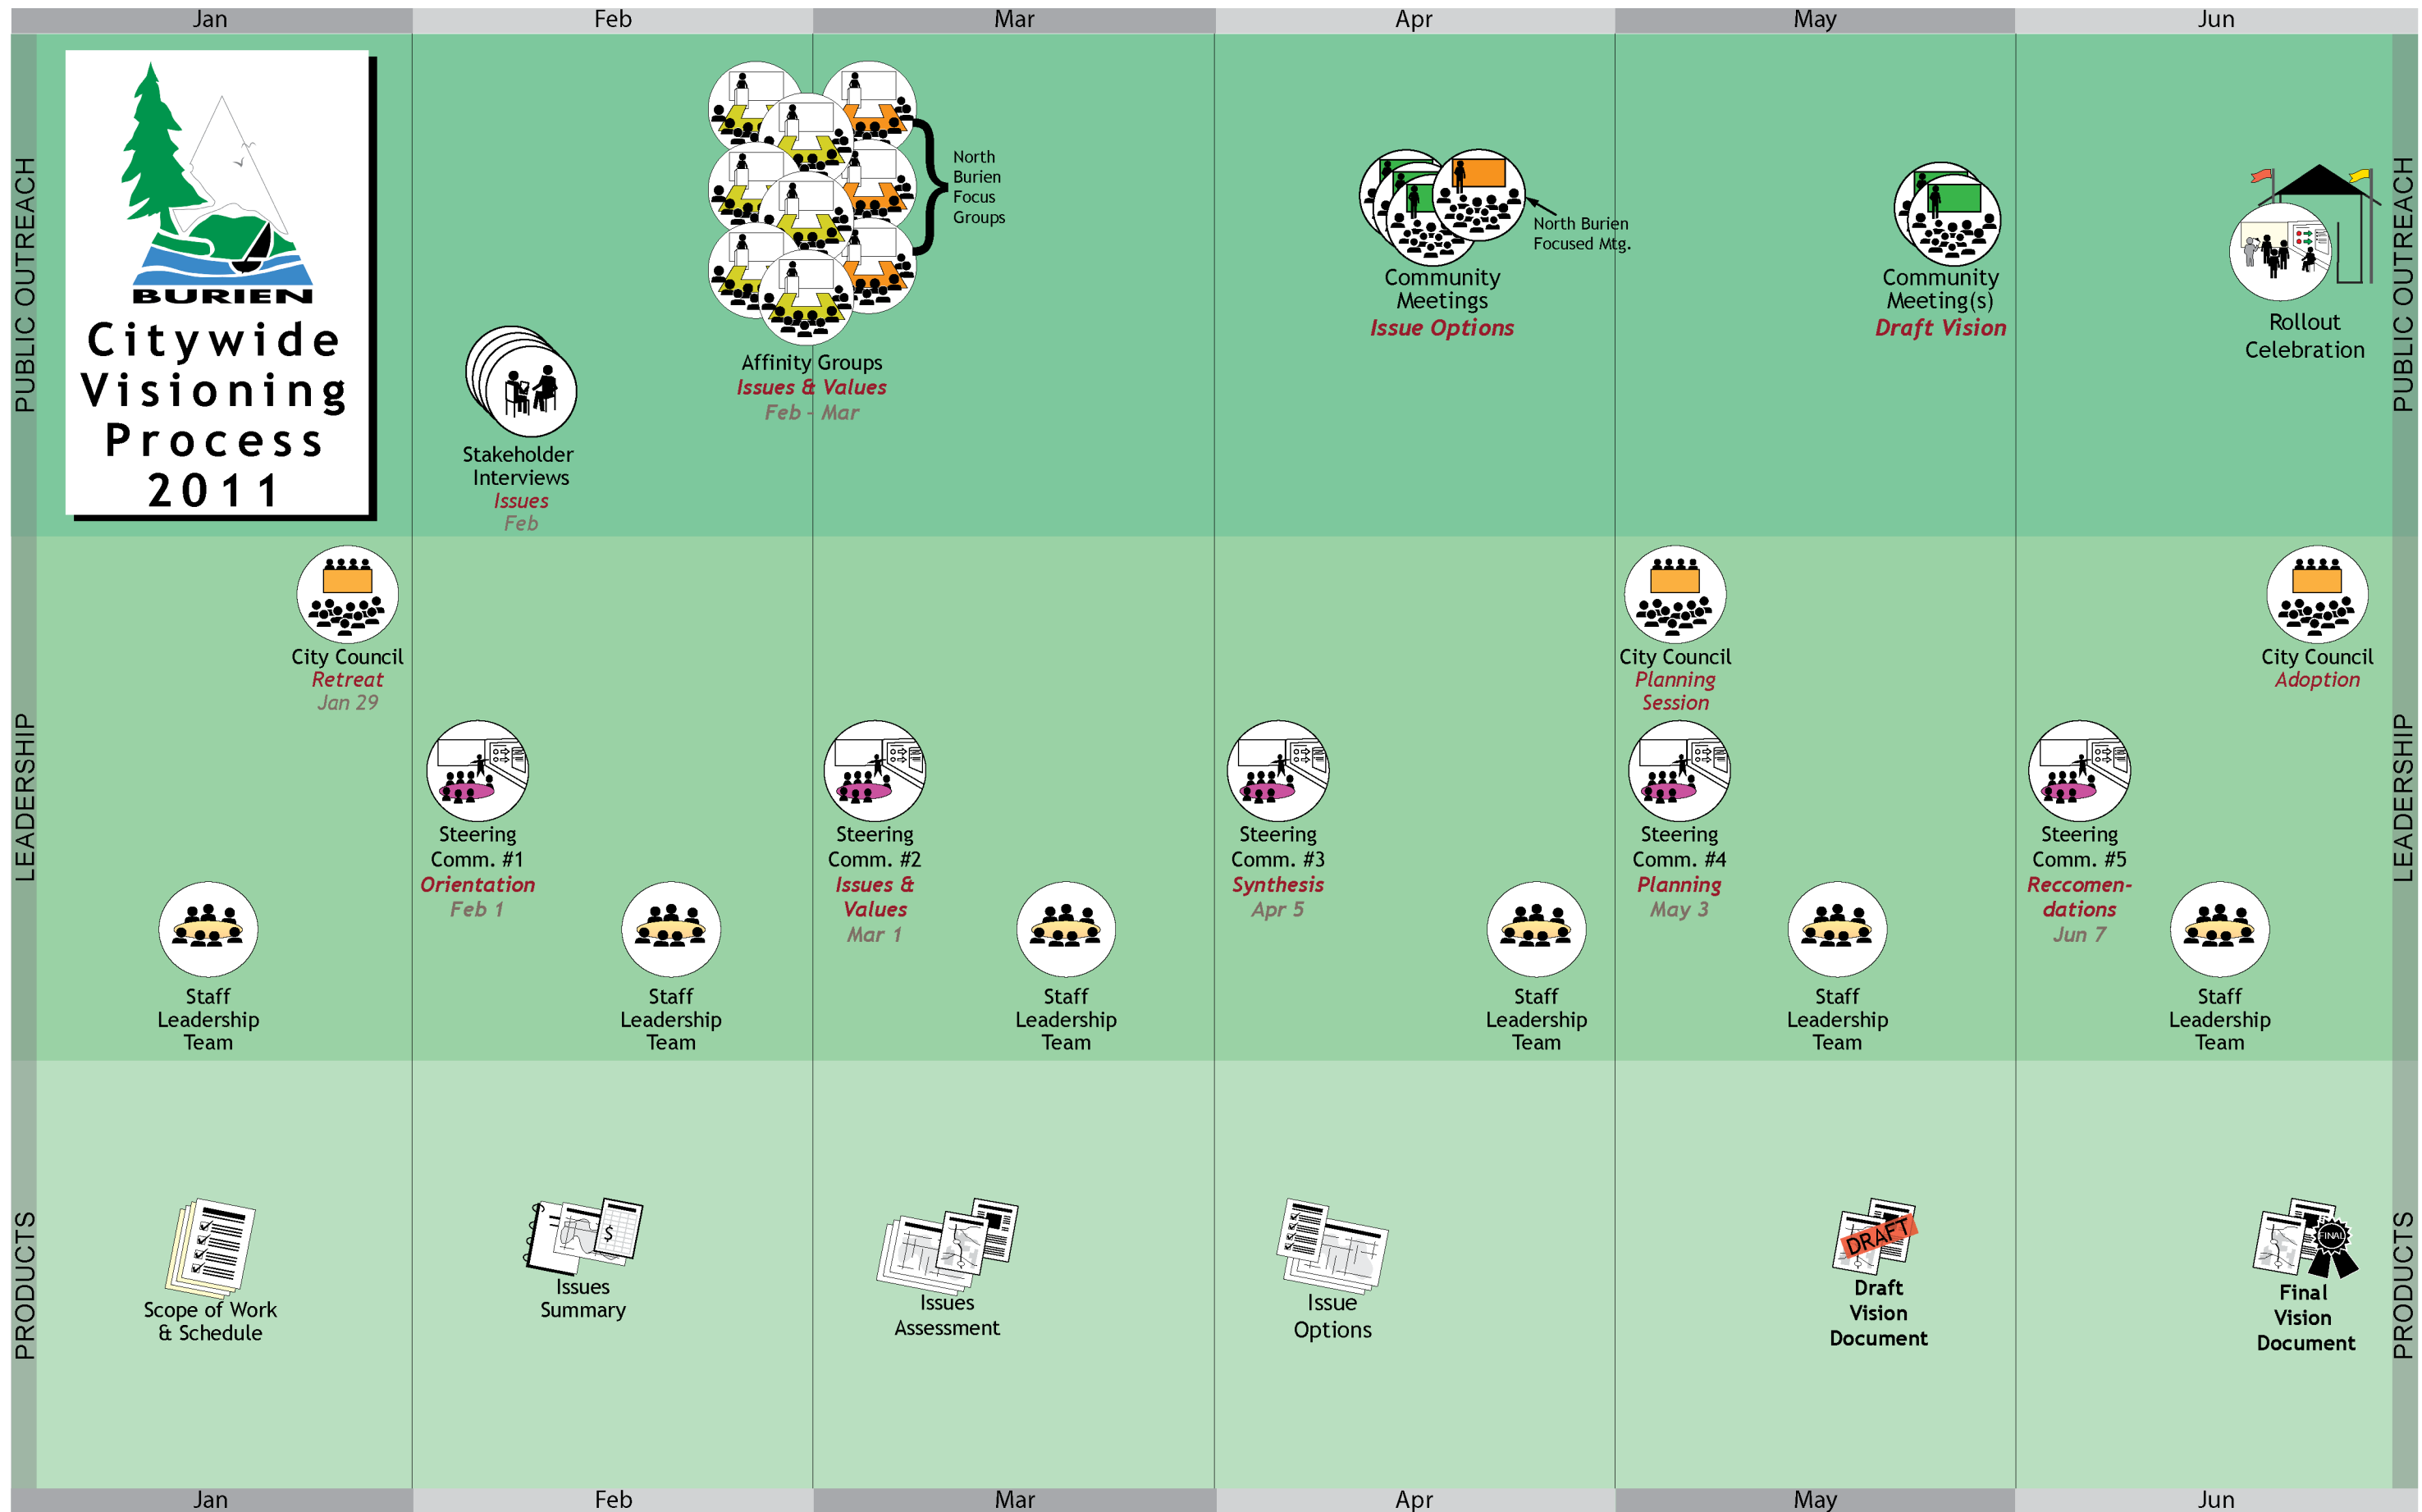 Jan Feb Mar Apr May Jun
PUBLIC OUTREACH
BURIEN
Citywide
Visioning
Process
2011
Stakeholder
Interviews
Issues
Feb
North
Burien
Focus
Groups
Affinity Groups
Issues & Values
Feb - Mar
North Burien
Focused Mtg.
Community
Meetings
Issue Options
Community
Meeting(s)
Draft Vision
Rollout
Celebration
PUBLIC OUTREACH
LEADERSHIP
City Council
Retreat
Jan 29
City Council
Planning
Session
City Council
Adoption
Steering
Comm. #1
Orientation
Feb 1
Steering
Comm. #2
Issues &
Values
Mar 1
Steering
Comm. #3
Synthesis
Apr 5
Steering
Comm. #4
Planning
May 3
Steering
Comm. #5
Reccomen-
dations
Jun 7
Staff
Leadership
Team
Staff
Leadership
Team
Staff
Leadership
Team
Staff
Leadership
Team
Staff
Leadership
Team
Staff
Leadership
Team
LEADERSHIP
PRODUCTS
Scope of Work
& Schedule
$
Issues
Summary
Issues
Assessment
Issue
Options
DRAFT
Draft
Vision
Document
FINAL
Final
Vision
Document
PRODUCTS
Jan Feb Mar Apr May Jun